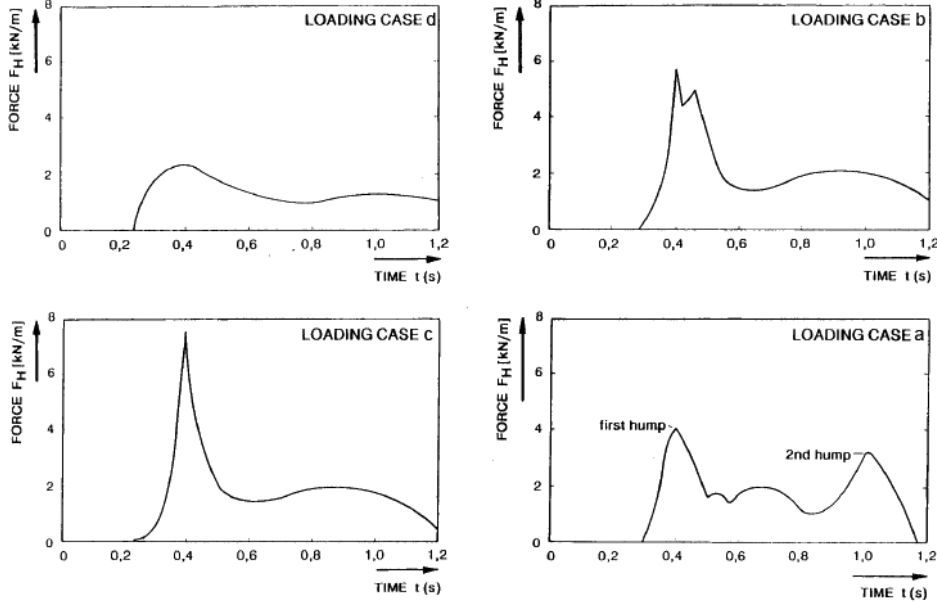 LOADING CASE d
FORCE F_H [kN/m]
8
6
4
2
0
0 0,2 0,4 0,6 0,8 1,0 1,2
TIME t (s)
LOADING CASE b
FORCE F_H [kN/m]
8
6
4
2
0
0 0,2 0,4 0,6 0,8 1,0 1,2
TIME t (s)
LOADING CASE c
FORCE F_H [kN/m]
8
6
4
2
0
0 0,2 0,4 0,6 0,8 1,0 1,2
TIME t (s)
LOADING CASE a
FORCE F_H [kN/m]
8
6
4
2
0
first hump
2nd hump
0 0,2 0,4 0,6 0,8 1,0 1,2
TIME t (s)